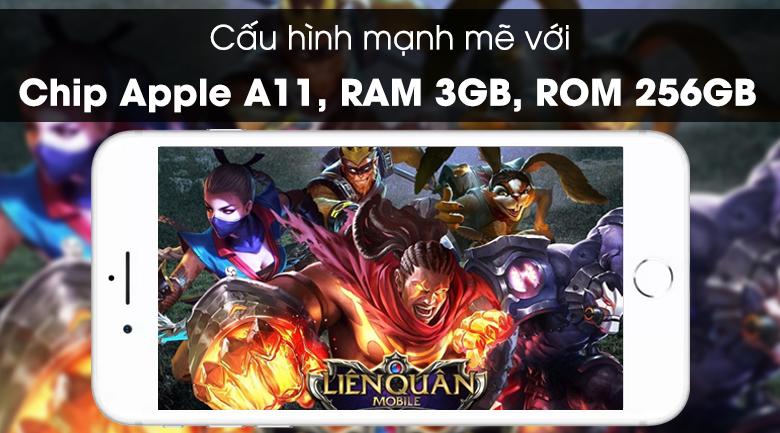 Cấu hình mạnh mẽ với
Chip Apple A11, RAM 3GB, ROM 256GB
LIÊN QUÂN
MOBILE